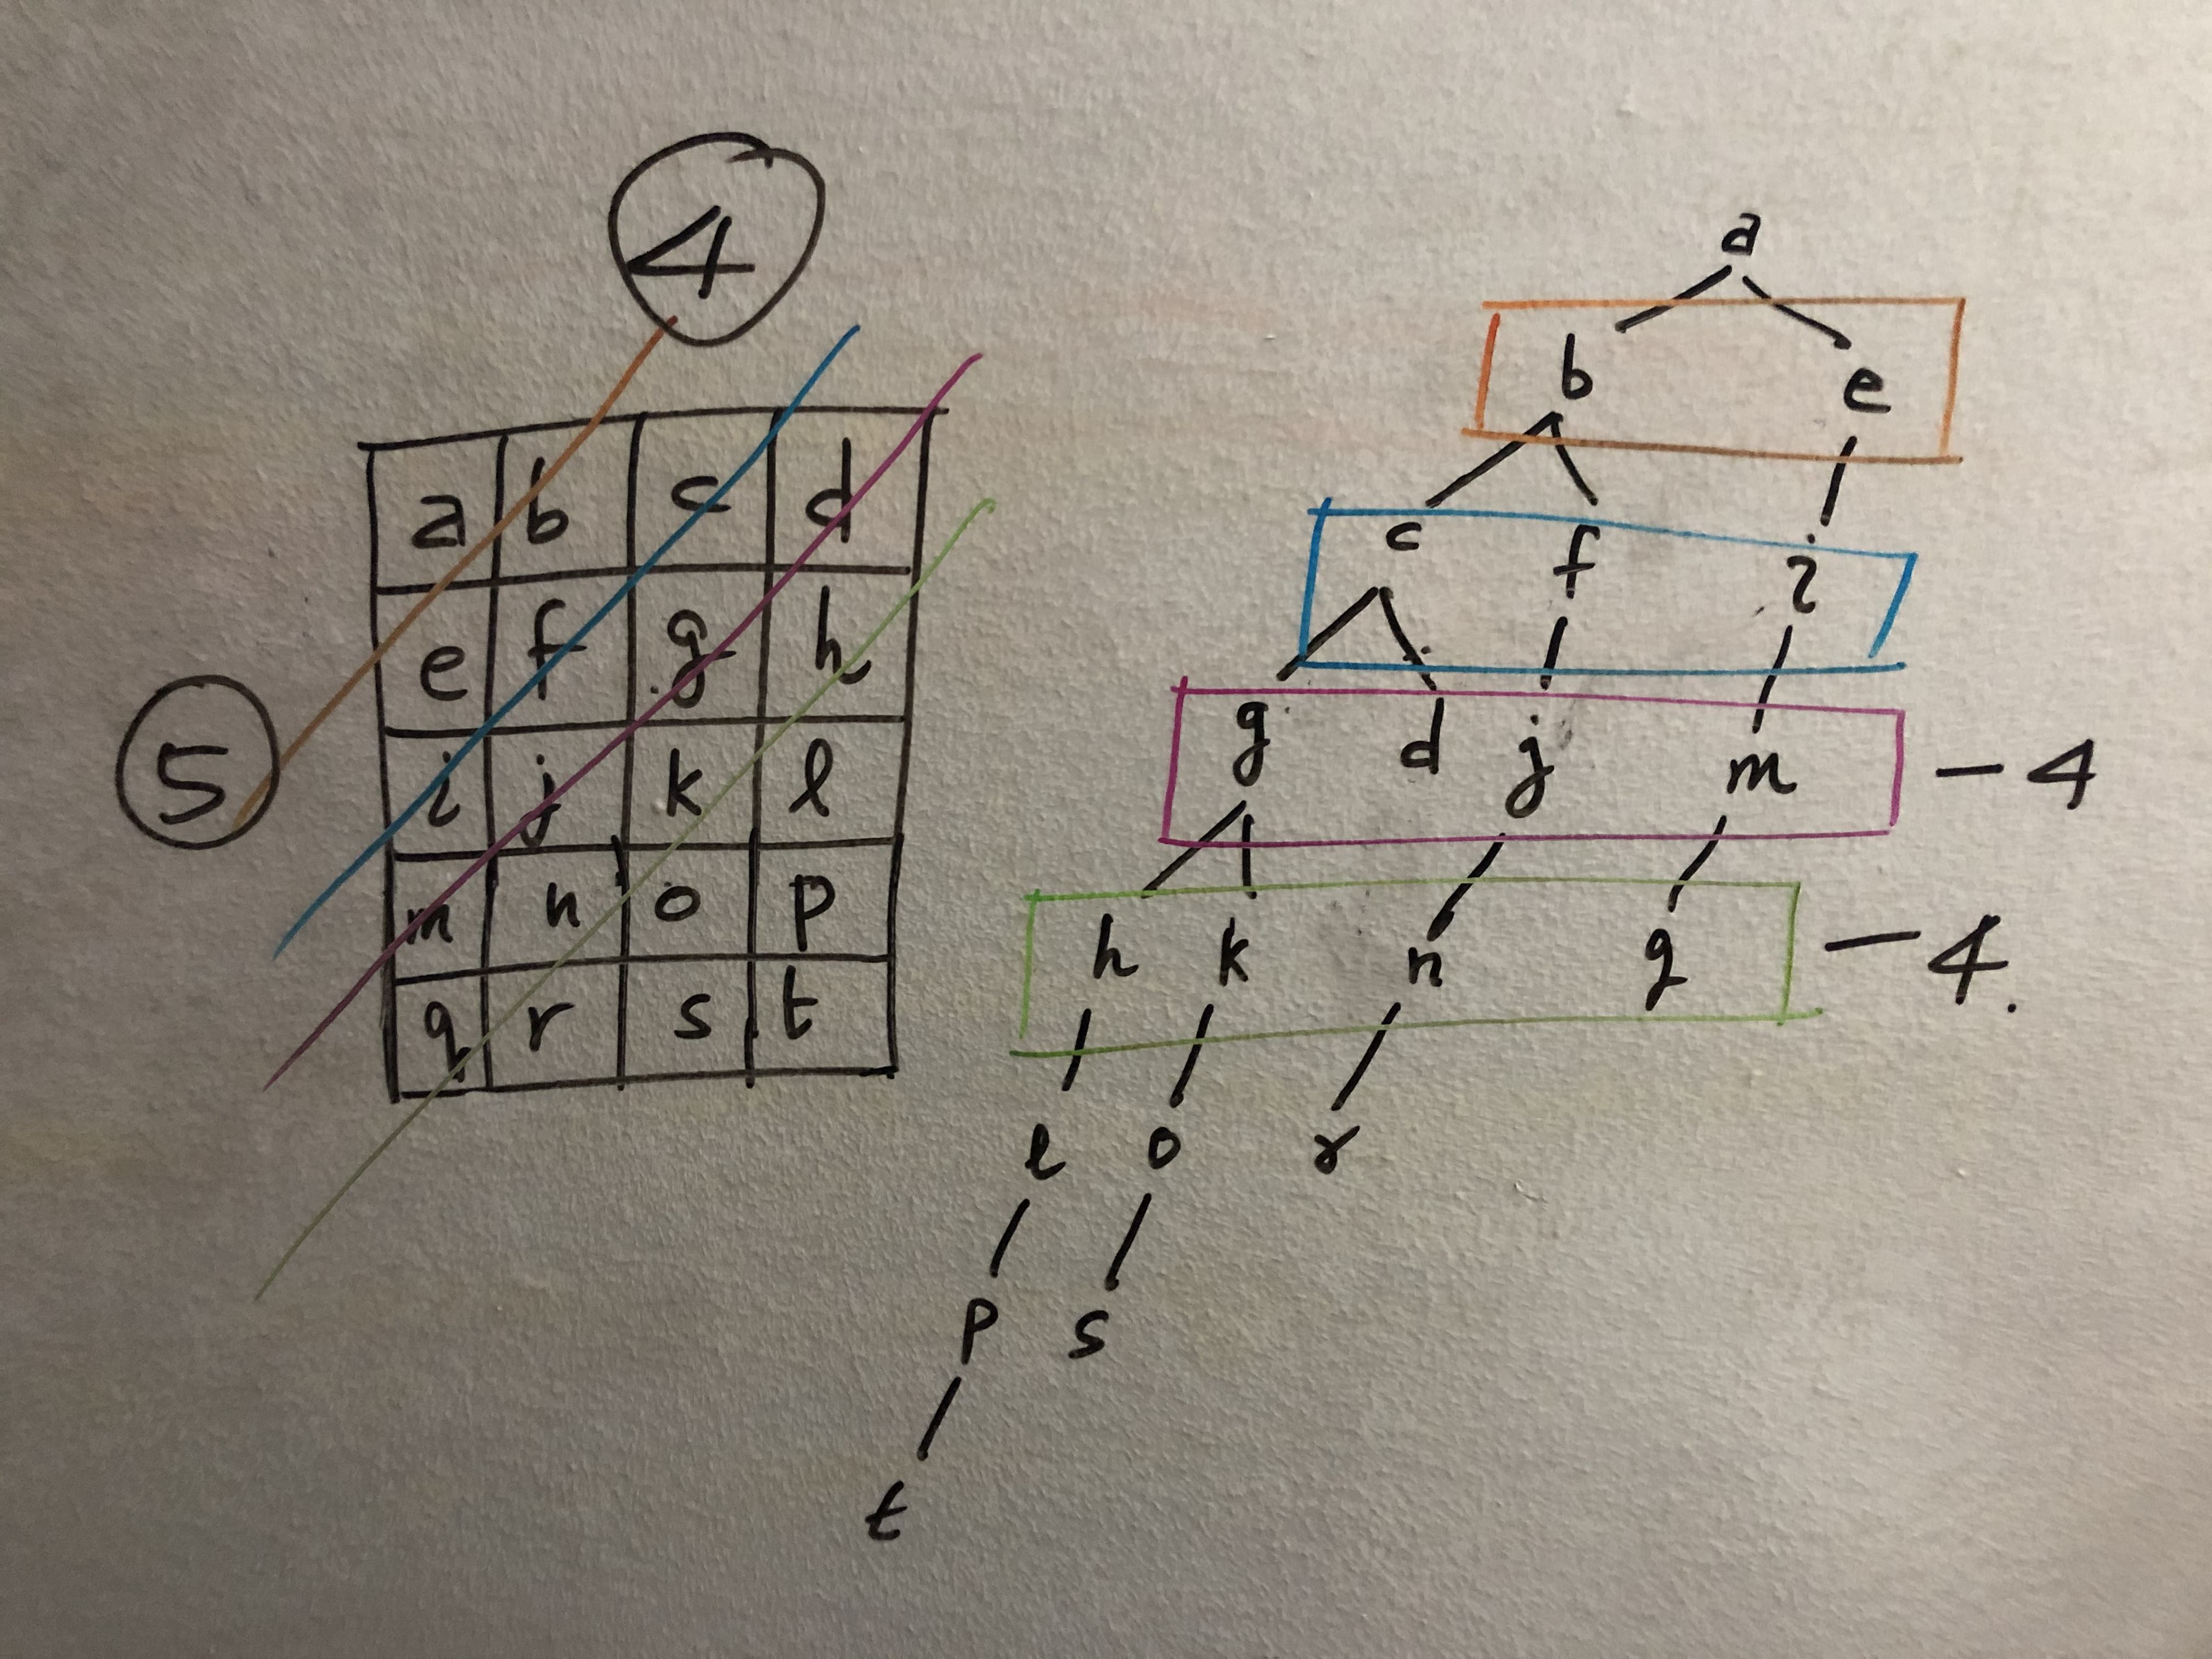 4
5
a b c d
e f g h
i j k l
m n o p
q r s t
a
b e
c f i
g d j m - 4
h k n q - 4.
l o r
p s
t